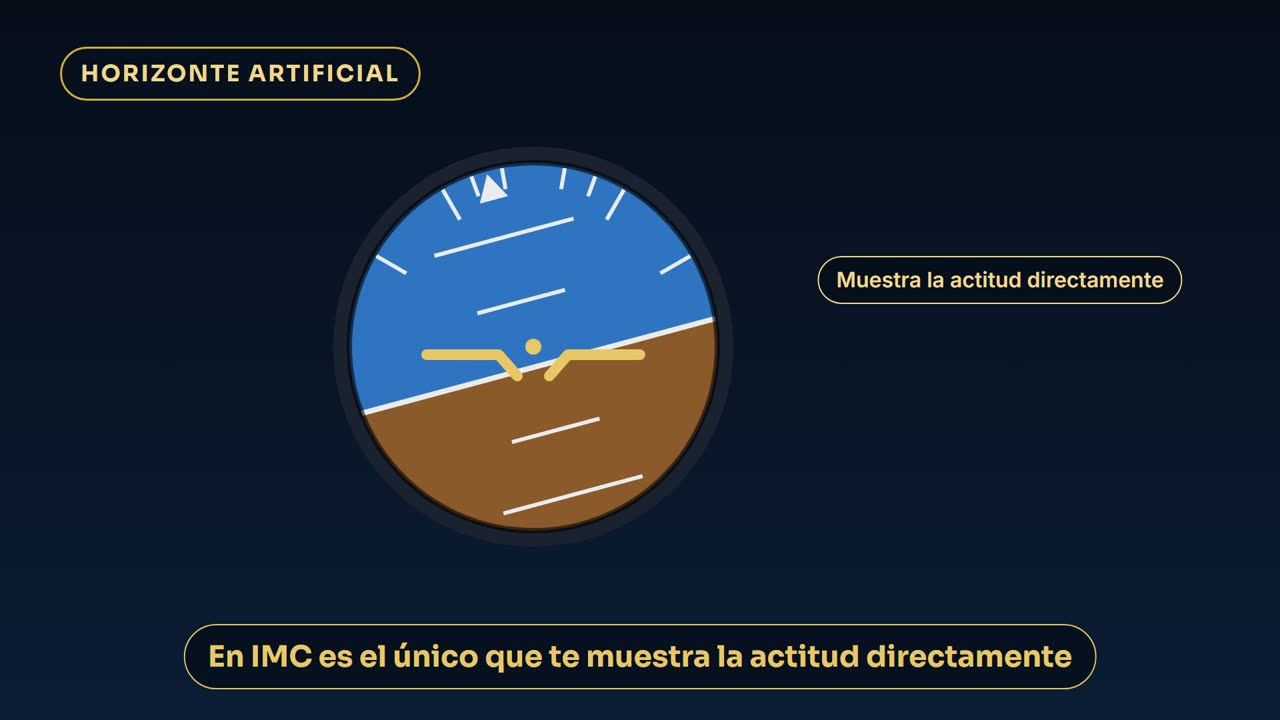 HORIZONTE ARTIFICIAL
Muestra la actitud directamente
En IMC es el único que te muestra la actitud directamente